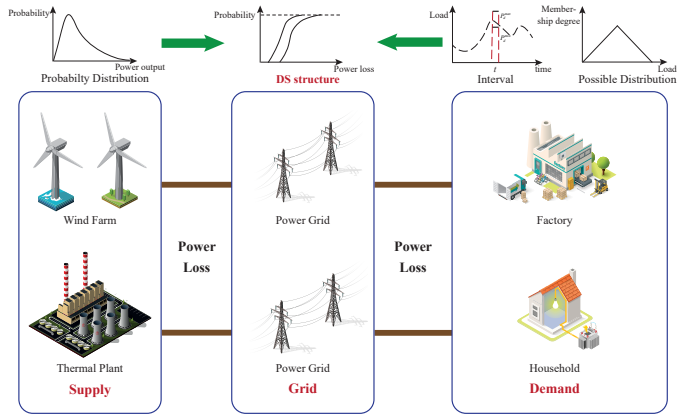 Probability
Power output
Probabilty Distribution
Probability
Power loss
DS structure
Load
t
time
Interval
Member-
ship degree
Load
Possible Distribution
Wind Farm
Thermal Plant
Supply
Power
Loss
Power Grid
Power Grid
Grid
Power
Loss
Factory
Household
Demand